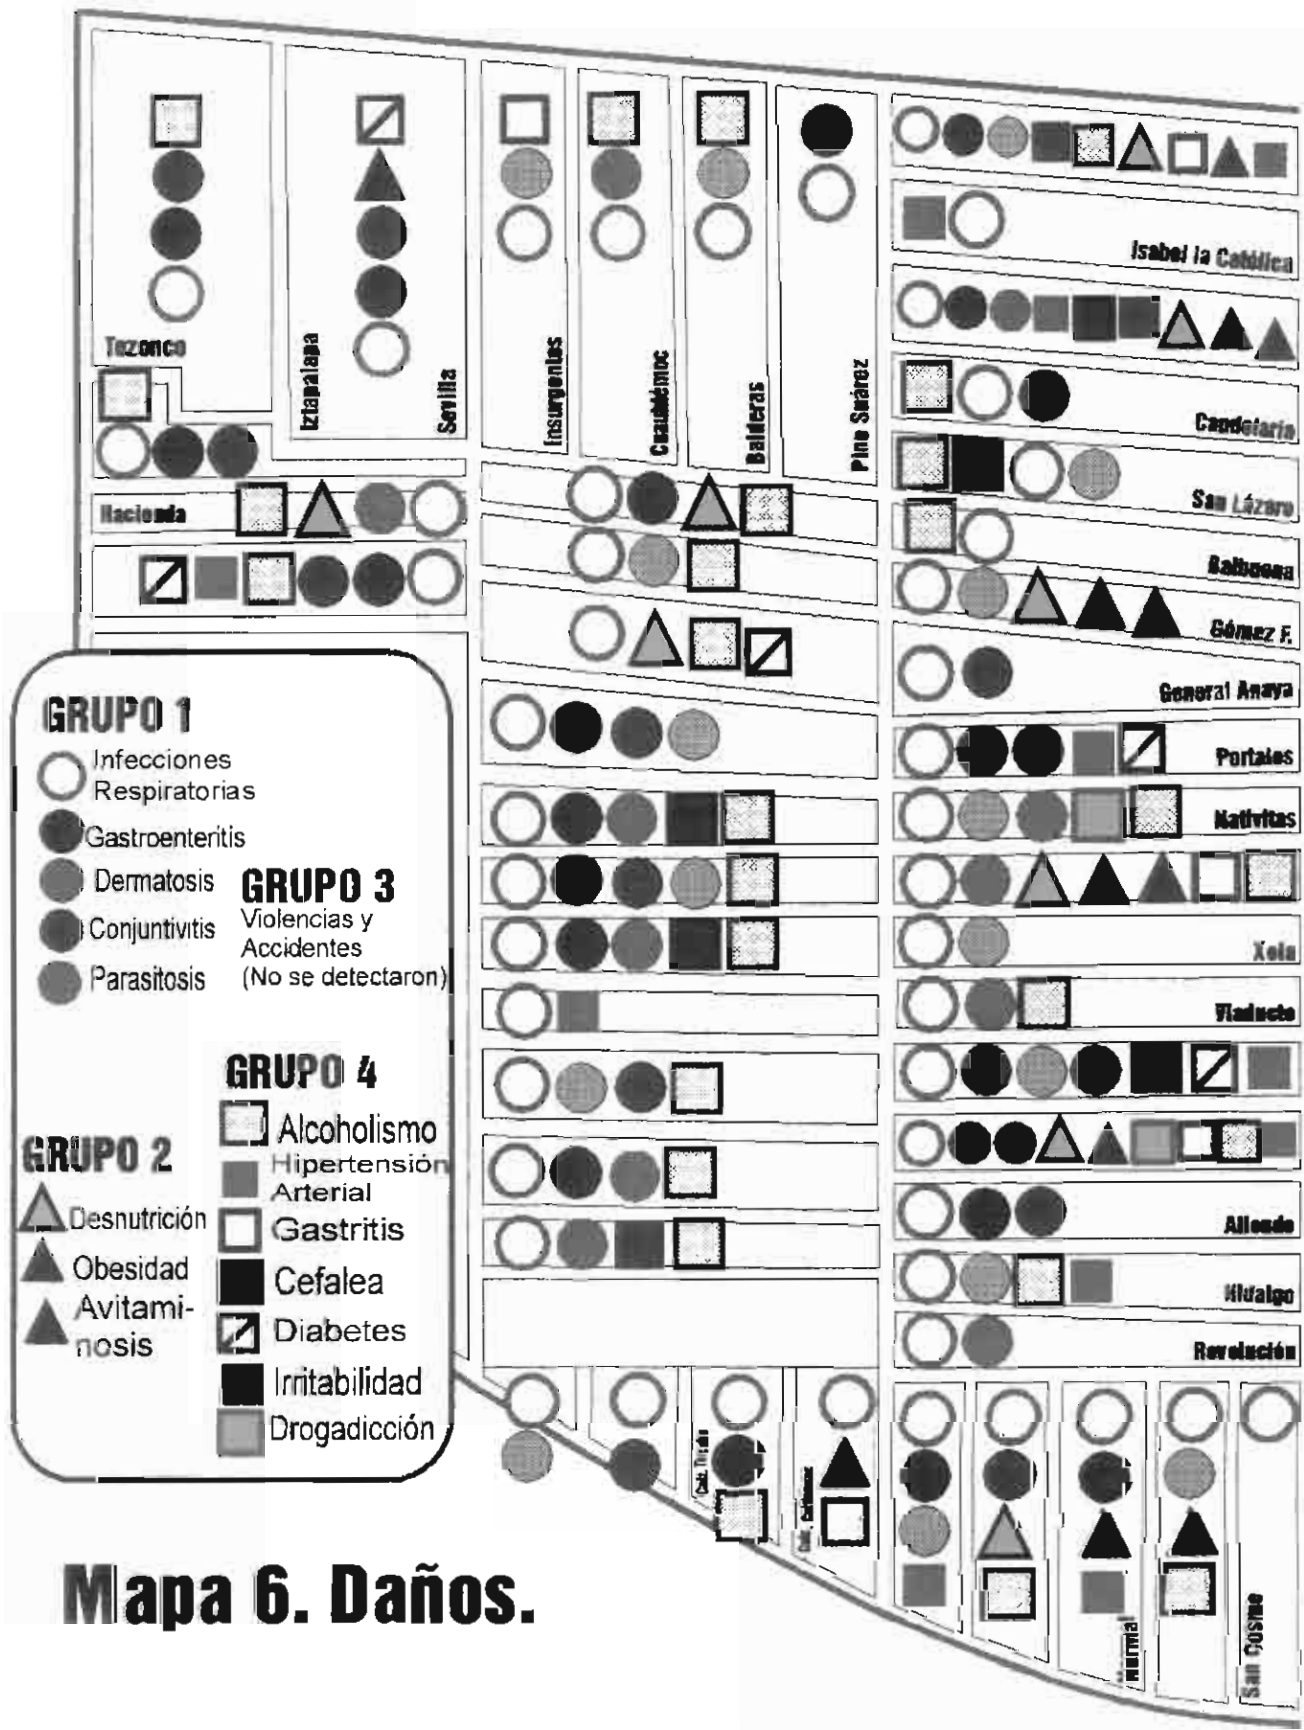 Tezonco
Iztapalapa
Sevilla
Insurgentes
Cuauhtémoc
Balderas
Pino Suárez
Isabel la Católica
Candelaria
San Lázaro
Balbuena
Gómez F.
General Anaya
Portales
Nativitas
Xola
Viaducto
Allende
Hidalgo
Revolución
Hacienda
GRUPO 1
Infecciones
Respiratorias
Gastroenteritis
Dermatosis
Conjuntivitis
Parasitosis
GRUPO 3
Violencias y
Accidentes
(No se detectaron)
GRUPO 2
Desnutrición
Obesidad
Avitami-
nosis
GRUPO 4
Alcoholismo
Hipertensión
Arterial
Gastritis
Cefalea
Diabetes
Irritabilidad
Drogadicción
Normal
San Cosme
Mapa 6. Daños.